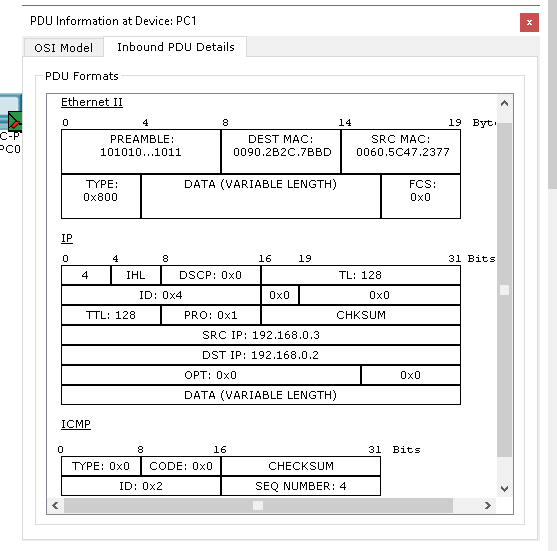 PDU Information at Device: PC1
x
OSI Model Inbound PDU Details
PDU Formats
Ethernet II
0 4 8 14 19 Byte
PREAMBLE: DEST MAC: SRC MAC:
101010...1011 0090.2B2C.7BBD 0060.5C47.2377
TYPE: DATA (VARIABLE LENGTH) FCS:
0x800 0x0
IP
0 4 8 16 19 31 Bits
4 IHL DSCP: 0x0 TL: 128
ID: 0x4 0x0 0x0
TTL: 128 PRO: 0x1 CHKSUM
SRC IP: 192.168.0.3
DST IP: 192.168.0.2
OPT: 0x0 0x0
DATA (VARIABLE LENGTH)
ICMP
0 8 16 31 Bits
TYPE: 0x0 CODE: 0x0 CHECKSUM
ID: 0x2 SEQ NUMBER: 4
C-P
PC0